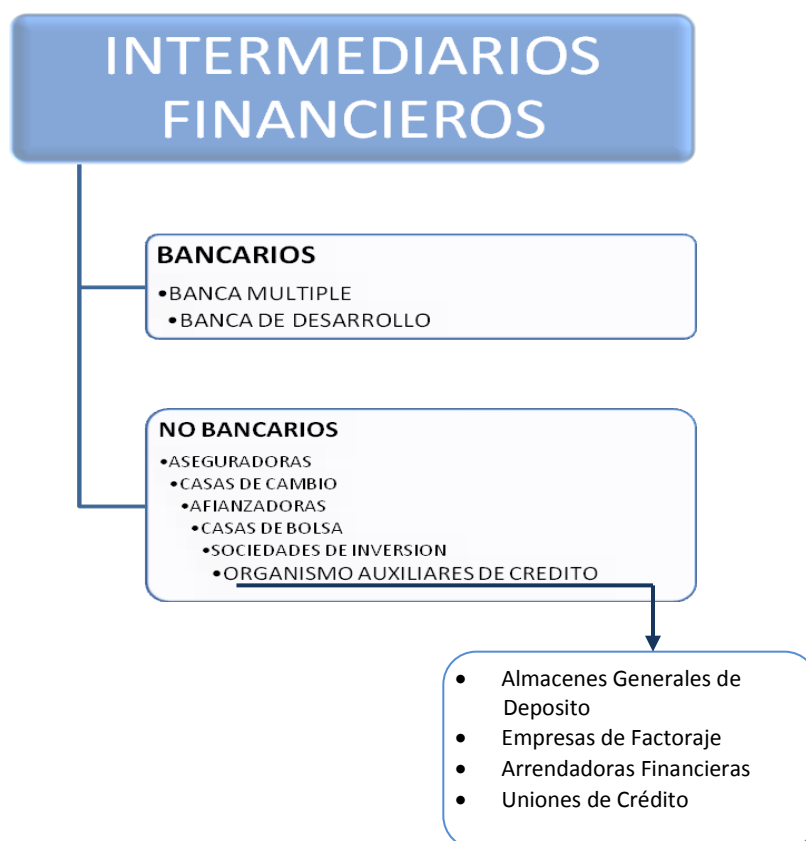 INTERMEDIARIOS
FINANCIEROS
BANCARIOS
•BANCA MULTIPLE
•BANCA DE DESARROLLO
NO BANCARIOS
•ASEGURADORAS
•CASAS DE CAMBIO
•AFIANZADORAS
•CASAS DE BOLSA
•SOCIEDADES DE INVERSION
•ORGANISMO AUXILIARES DE CREDITO
• Almacenes Generales de
Deposito
• Empresas de Factoraje
• Arrendadoras Financieras
• Uniones de Crédito